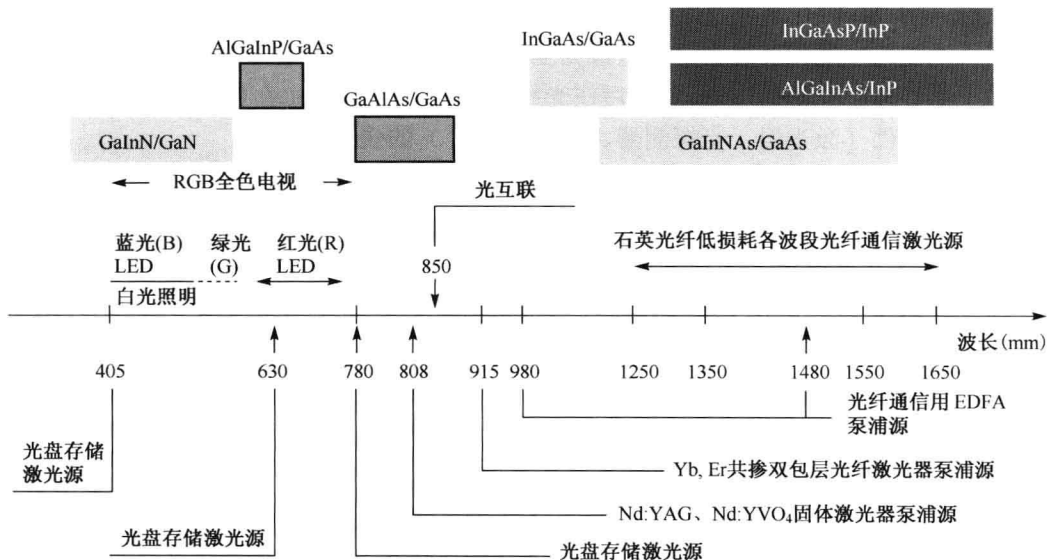 AlGaInP/GaAs
InGaAs/GaAs
InGaAsP/InP
AlGaInAs/InP
GaAlAs/GaAs
GaInN/GaN
GaInNAs/GaAs
RGB全色电视
光互联
石英光纤低损耗各波段光纤通信激光源
蓝光(B)
LED
绿光
(G)
红光(R)
LED
850
白光照明
波长(mm)
405
630
780
808
915
980
1250
1350
1480
1550
1650
光纤通信用 EDFA
泵浦源
光盘存储
激光源
Yb, Er共掺双包层光纤激光器泵浦源
Nd:YAG、Nd:YVO₄固体激光器泵浦源
光盘存储激光源
光盘存储激光源